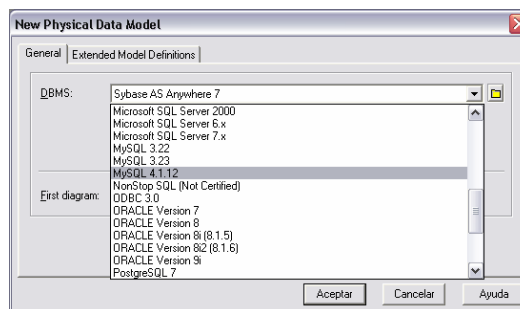 New Physical Data Model
General Extended Model Definitions
DBMS: Sybase AS Anywhere 7
Microsoft SQL Server 2000
Microsoft SQL Server 6.x
Microsoft SQL Server 7.x
MySQL 3.22
MySQL 3.23
MySQL 4.1.12
NonStop SQL (Not Certified)
ODBC 3.0
First diagram:
ORACLE Version 7
ORACLE Version 8
ORACLE Version 8i (8.1.5)
ORACLE Version 8i2 (8.1.6)
ORACLE Version 9i
PostgreSQL 7
Aceptar Cancelar Ayuda